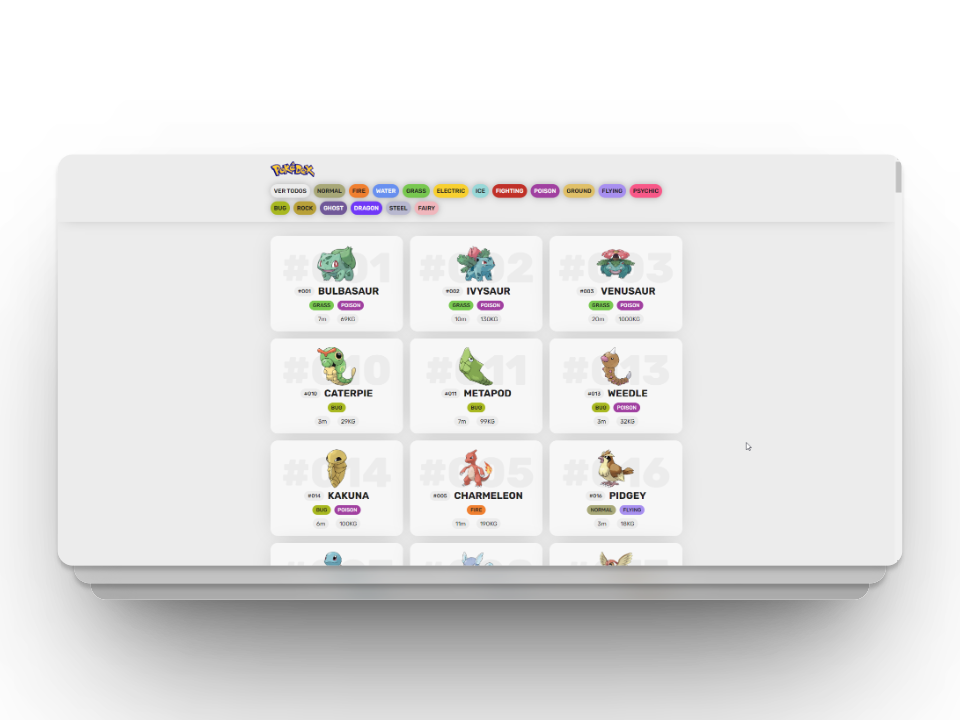 POKéDEX
VER TODOS NORMAL FIRE WATER GRASS ELECTRIC ICE FIGHTING POISON GROUND FLYING PSYCHIC
BUG ROCK GHOST DRAGON STEEL FAIRY
#001
#001 BULBASAUR
GRASS POISON
7m 69KG
#002
#002 IVYSAUR
GRASS POISON
10m 130KG
#003
#003 VENUSAUR
GRASS POISON
20m 1000KG
#010
#010 CATERPIE
BUG
3m 29KG
#011
#011 METAPOD
BUG
7m 99KG
#013
#013 WEEDLE
BUG POISON
3m 32KG
#014
#014 KAKUNA
BUG POISON
6m 100KG
#005
#005 CHARMELEON
FIRE
11m 190KG
#016
#016 PIDGEY
NORMAL FLYING
3m 18KG